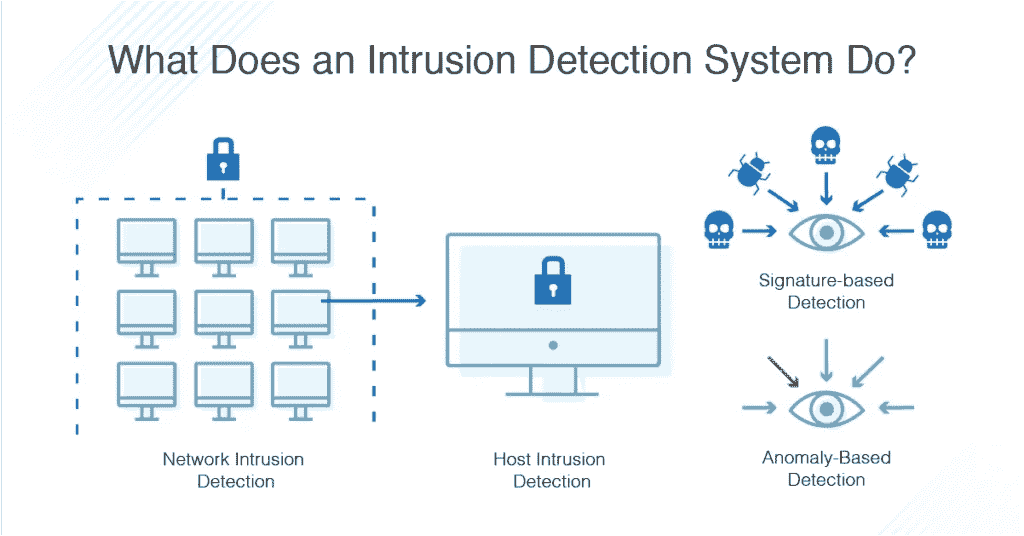 What Does an Intrusion Detection System Do?
Network Intrusion
Detection
Host Intrusion
Detection
Signature-based
Detection
Anomaly-Based
Detection